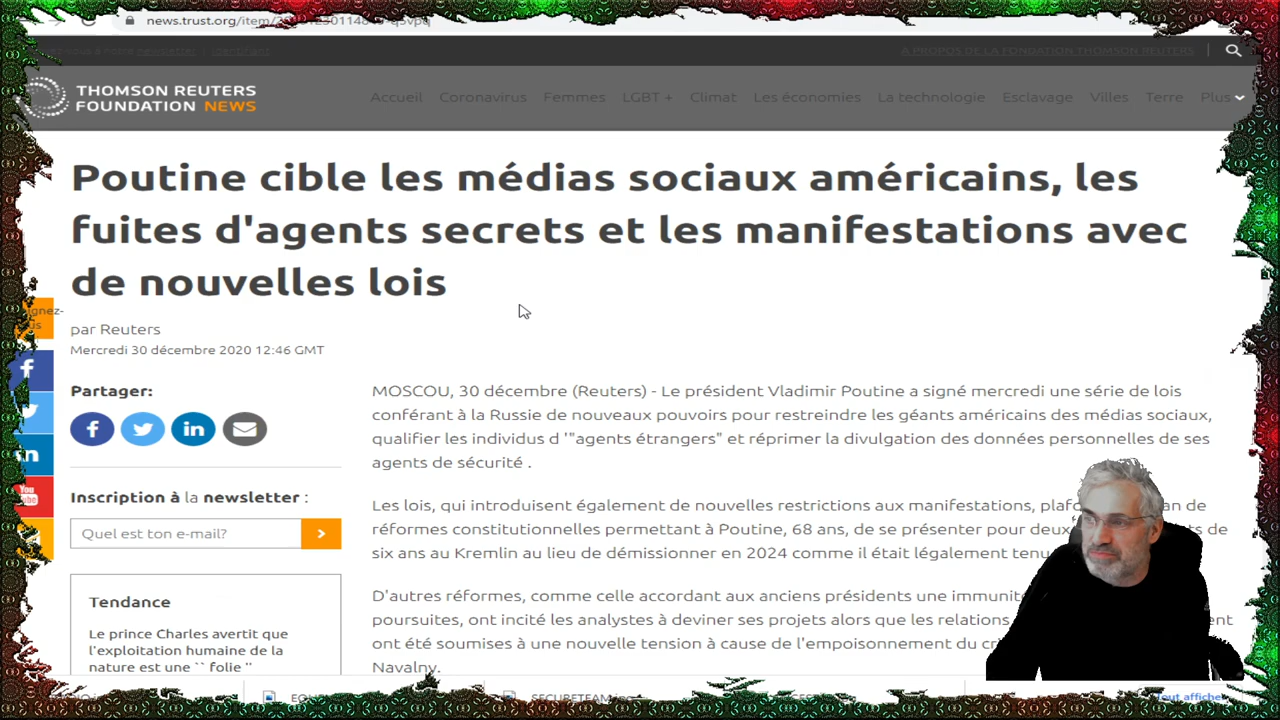 news.trust.org/item/
newsletter | Identifiant
A PROPOS DE LA FONDATION THOMSON REUTERS
THOMSON REUTERS
FOUNDATION NEWS
Accueil Coronavirus Femmes LGBT + Climat Les économies La technologie Esclavage Villes Terre Plus
Poutine cible les médias sociaux américains, les
fuites d'agents secrets et les manifestations avec
de nouvelles lois
par Reuters
Mercredi 30 décembre 2020 12:46 GMT
Partager:
Inscription à la newsletter :
Quel est ton e-mail?
Tendance
Le prince Charles avertit que
l'exploitation humaine de la
nature est une `` folie ''
MOSCOU, 30 décembre (Reuters) - Le président Vladimir Poutine a signé mercredi une série de lois
conférant à la Russie de nouveaux pouvoirs pour restreindre les géants américains des médias sociaux,
qualifier les individus d '"agents étrangers" et réprimer la divulgation des données personnelles de ses
agents de sécurité .
Les lois, qui introduisent également de nouvelles restrictions aux manifestations, an de
réformes constitutionnelles permettant à Poutine, 68 ans, de se présenter pour deux ts de
six ans au Kremlin au lieu de démissionner en 2024 comme il était légalement
D'autres réformes, comme celle accordant aux anciens présidents une
poursuites, ont incité les analystes à deviner ses projets alors que les relations ent
ont été soumises à une nouvelle tension à cause de l'empoisonnement du
Navalny.
You
in
SECURETEAM
Tout affiche